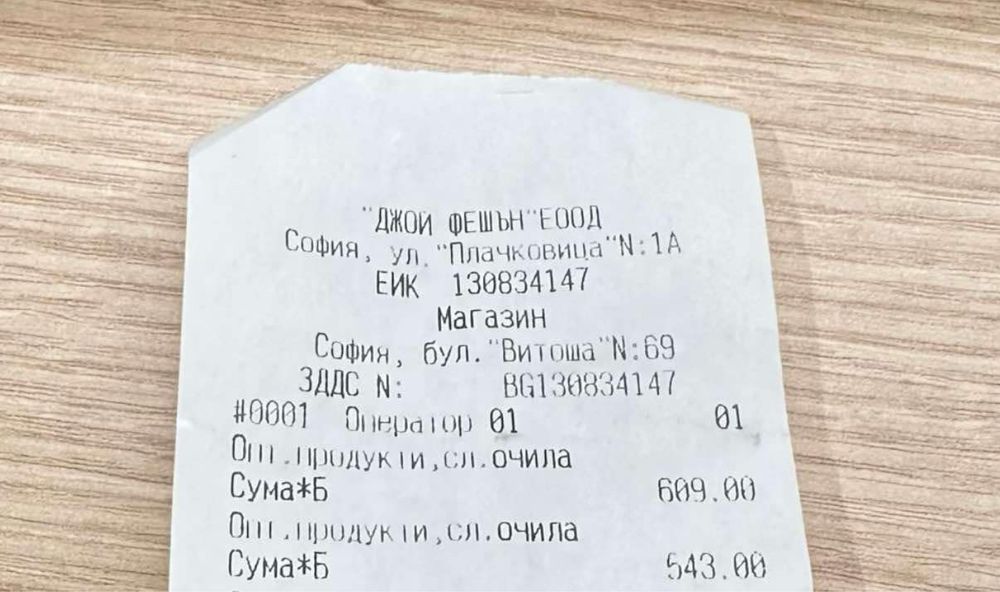 "ДЖОИ ФЕШЪН"ЕООД
София, ул."Плачковица"N:1А
ЕИК 130834147
Магазин
София, бул."Витоша"N:69
ЗДДС N: BG130834147
#0001 Оператор 01 01
Опт.продукти,сл.очила
Сума*Б 609.00
Опт.продукти,сл.очила
Сума*Б 543.00